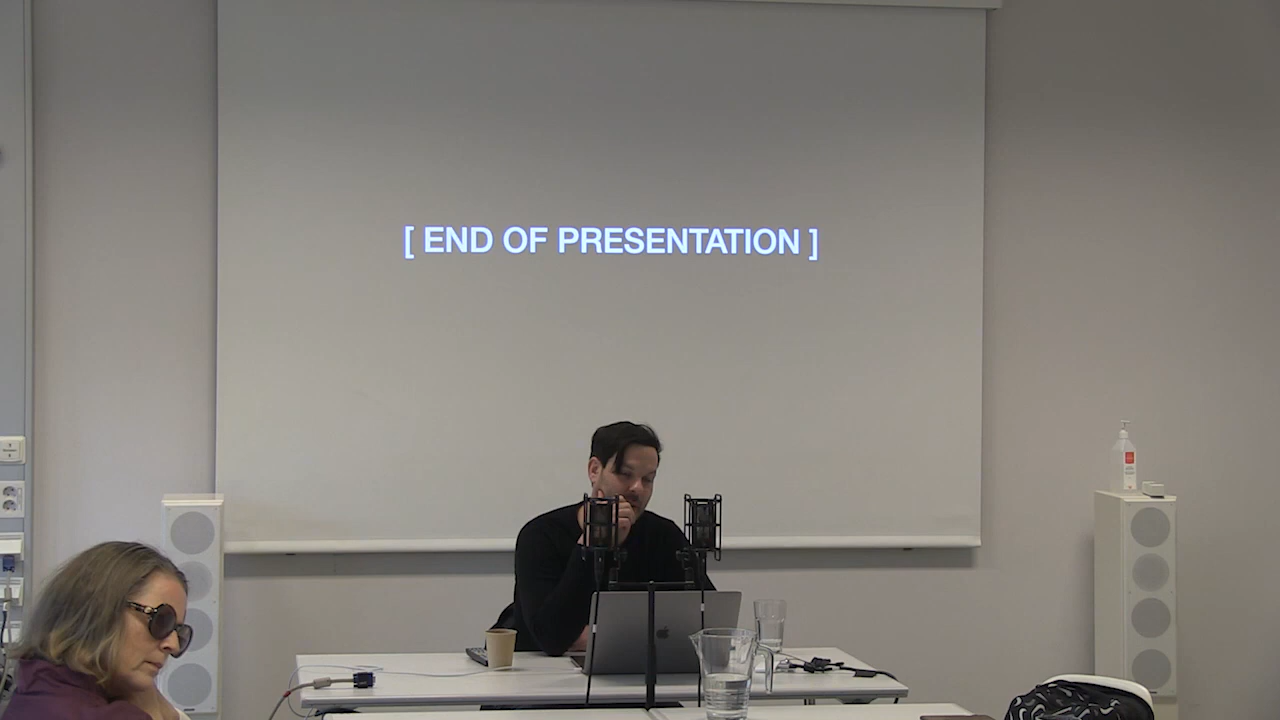 [ END OF PRESENTATION ]